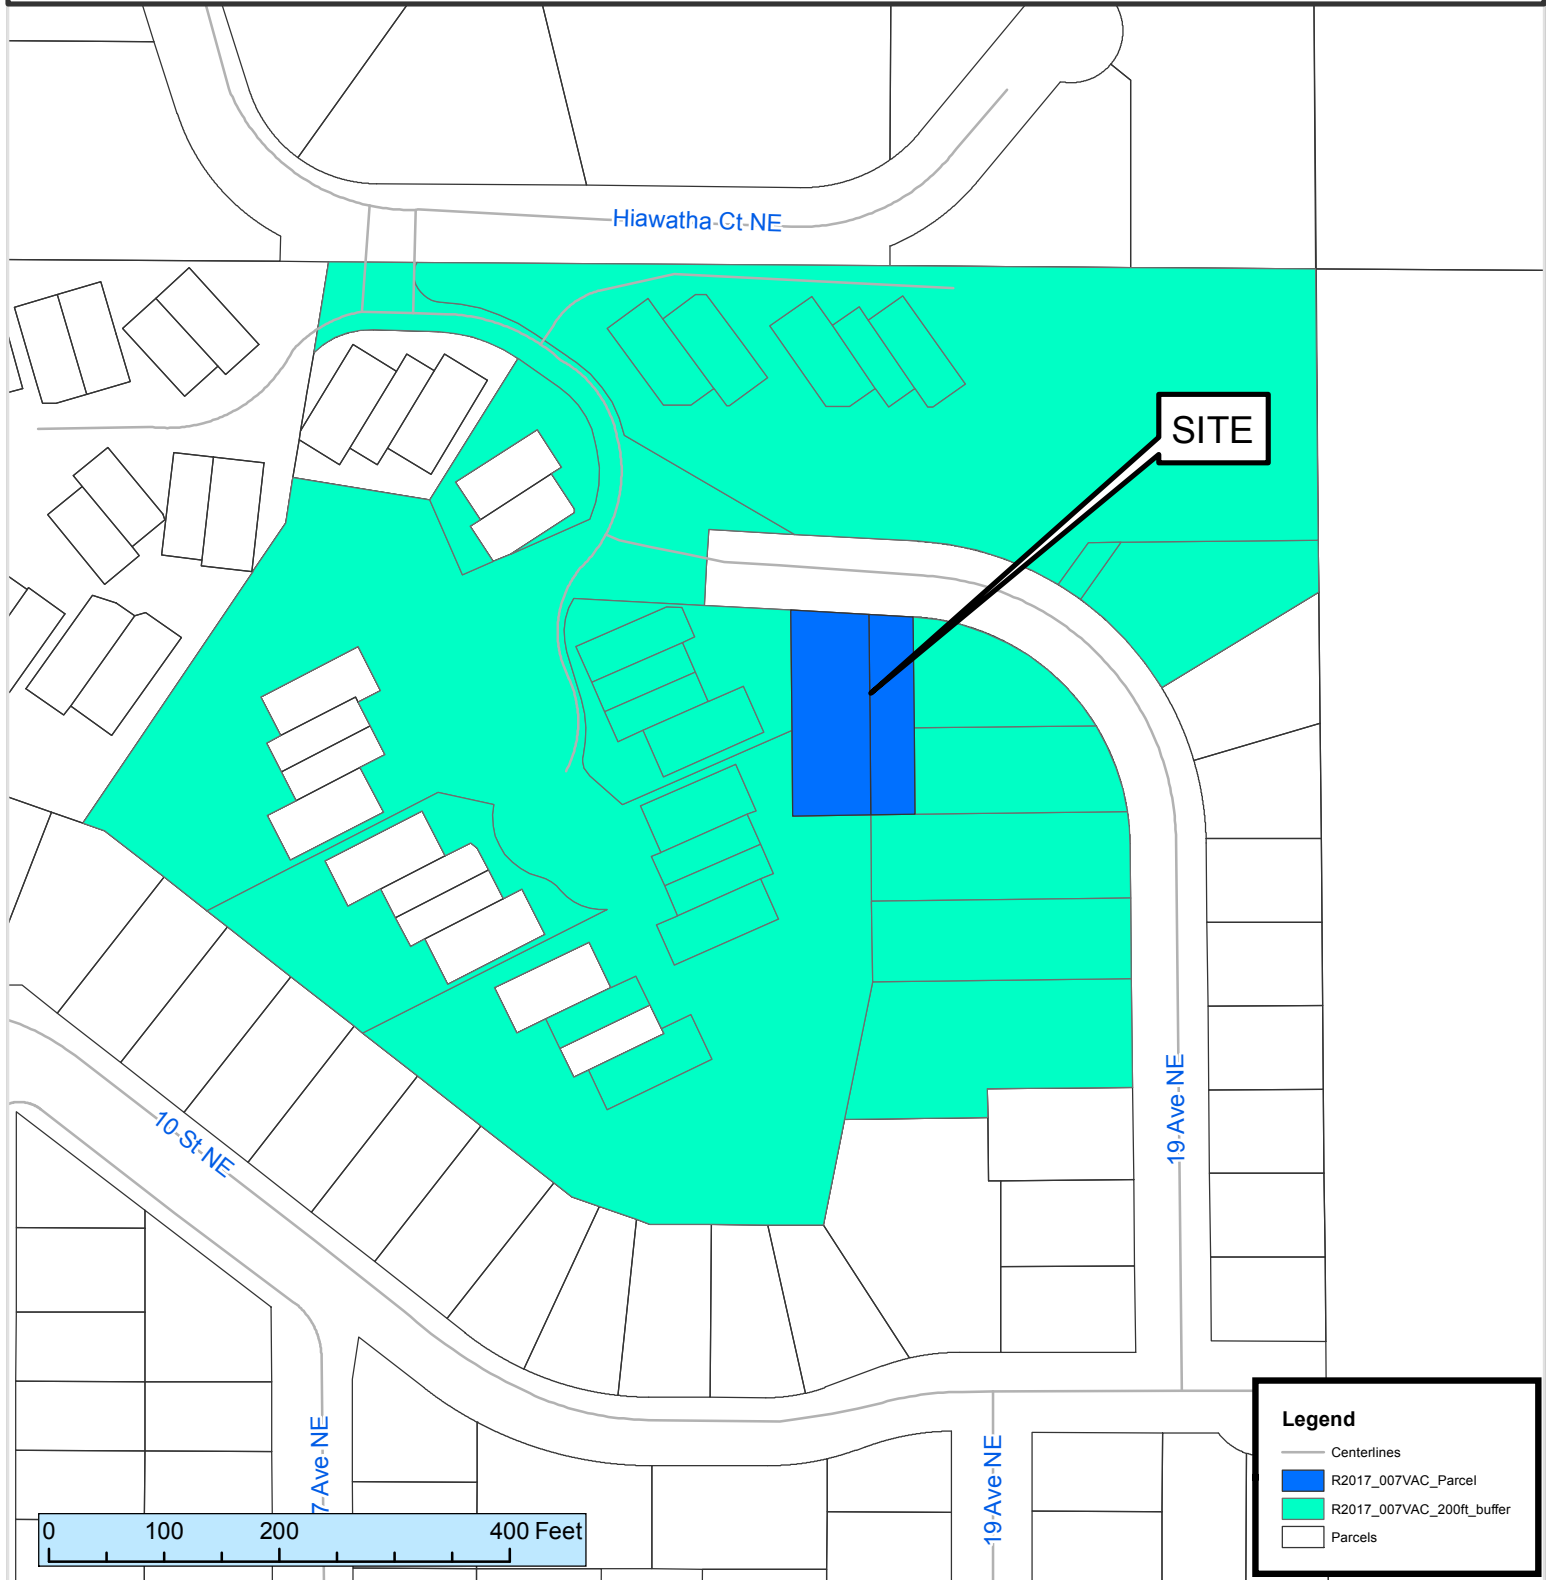 Hiawatha Ct NE
SITE
19 Ave NE
10 St NE
7 Ave NE
19 Ave NE
Legend
Centerlines
R2017_007VAC_Parcel
R2017_007VAC_200ft_buffer
Parcels
0 100 200 400 Feet